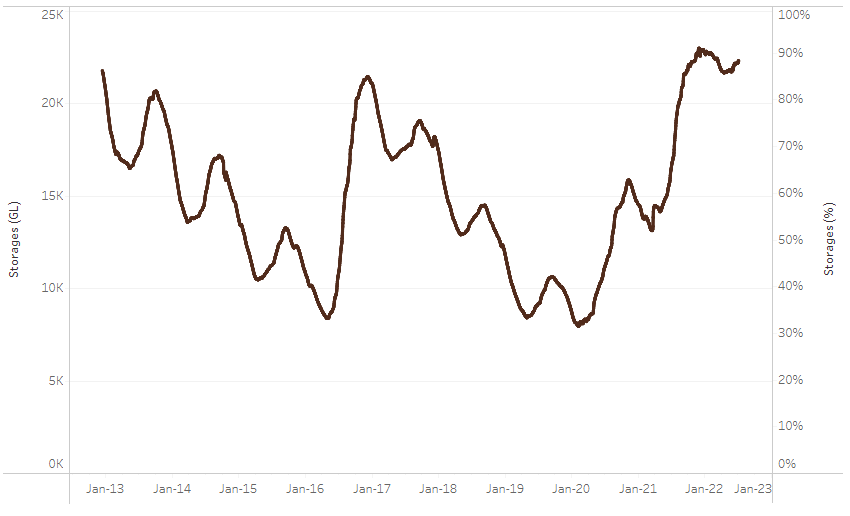 25K
20K
15K
10K
5K
0K
Storages (GL)
100%
90%
80%
70%
60%
50%
40%
30%
20%
10%
0%
Storages (%)
Jan-13 Jan-14 Jan-15 Jan-16 Jan-17 Jan-18 Jan-19 Jan-20 Jan-21 Jan-22 Jan-23